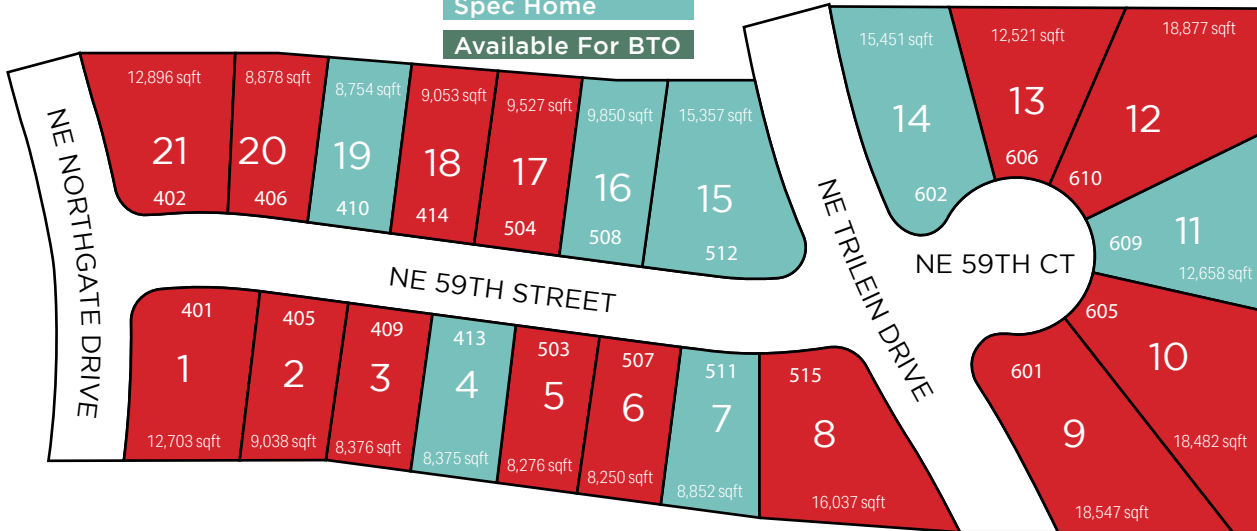 Spec Home
Available For BTO
12,896 sqft
21
402
8,878 sqft
20
406
8,754 sqft
19
410
9,053 sqft
18
414
9,527 sqft
17
504
9,850 sqft
16
508
15,357 sqft
15
512
15,451 sqft
14
602
12,521 sqft
13
606
18,877 sqft
12
610
609
11
12,658 sqft
605
10
18,482 sqft
601
9
18,547 sqft
NE NORTHGATE DRIVE
NE 59TH STREET
NE TRILEIN DRIVE
NE 59TH CT
401
1
12,703 sqft
405
2
9,038 sqft
409
3
8,376 sqft
413
4
8,375 sqft
503
5
8,276 sqft
507
6
8,250 sqft
511
7
8,852 sqft
515
8
16,037 sqft